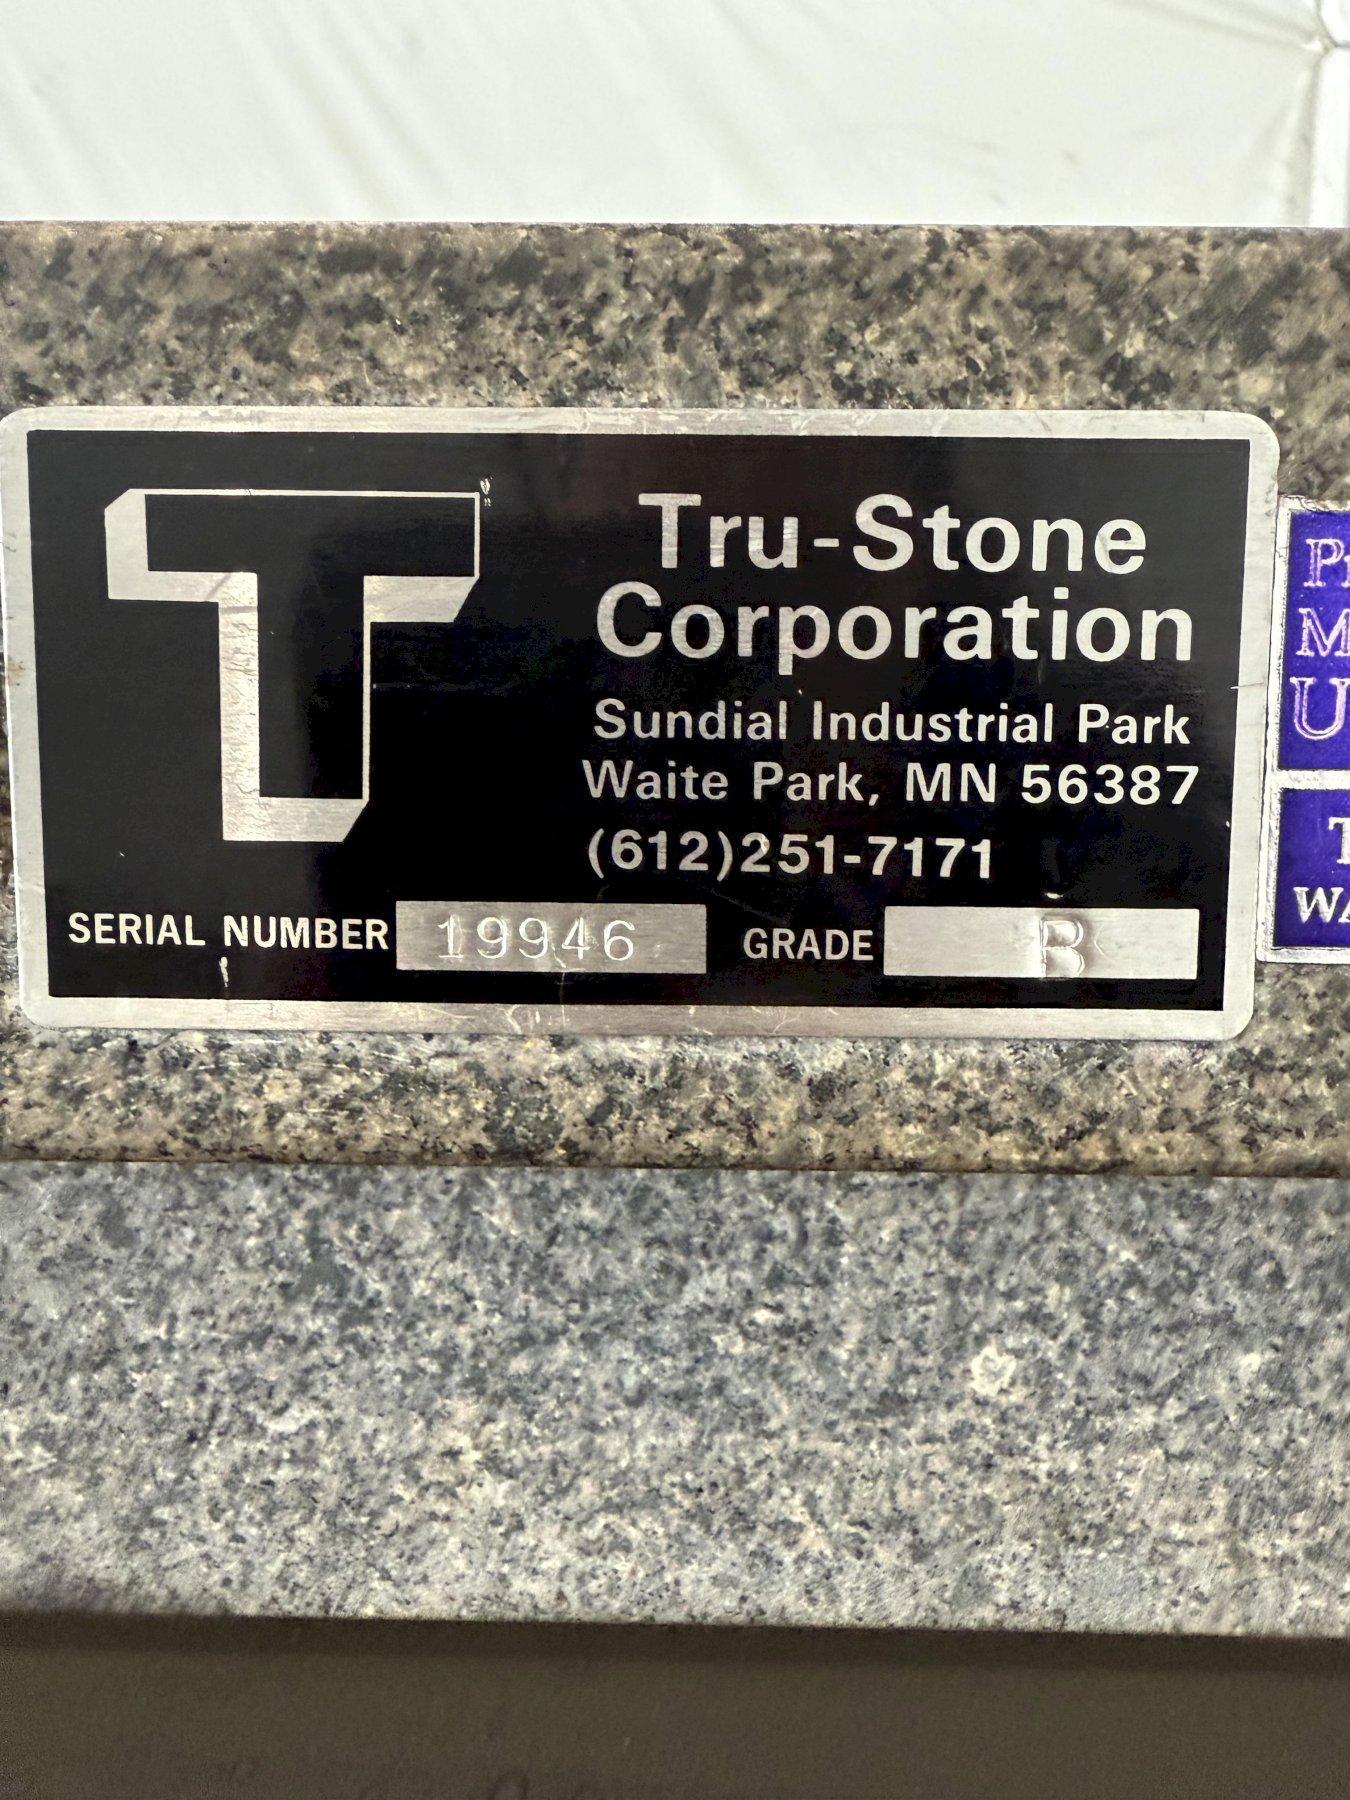 T
Tru-Stone
Corporation
Sundial Industrial Park
Waite Park, MN 56387
(612)251-7171
SERIAL NUMBER 19946 GRADE B